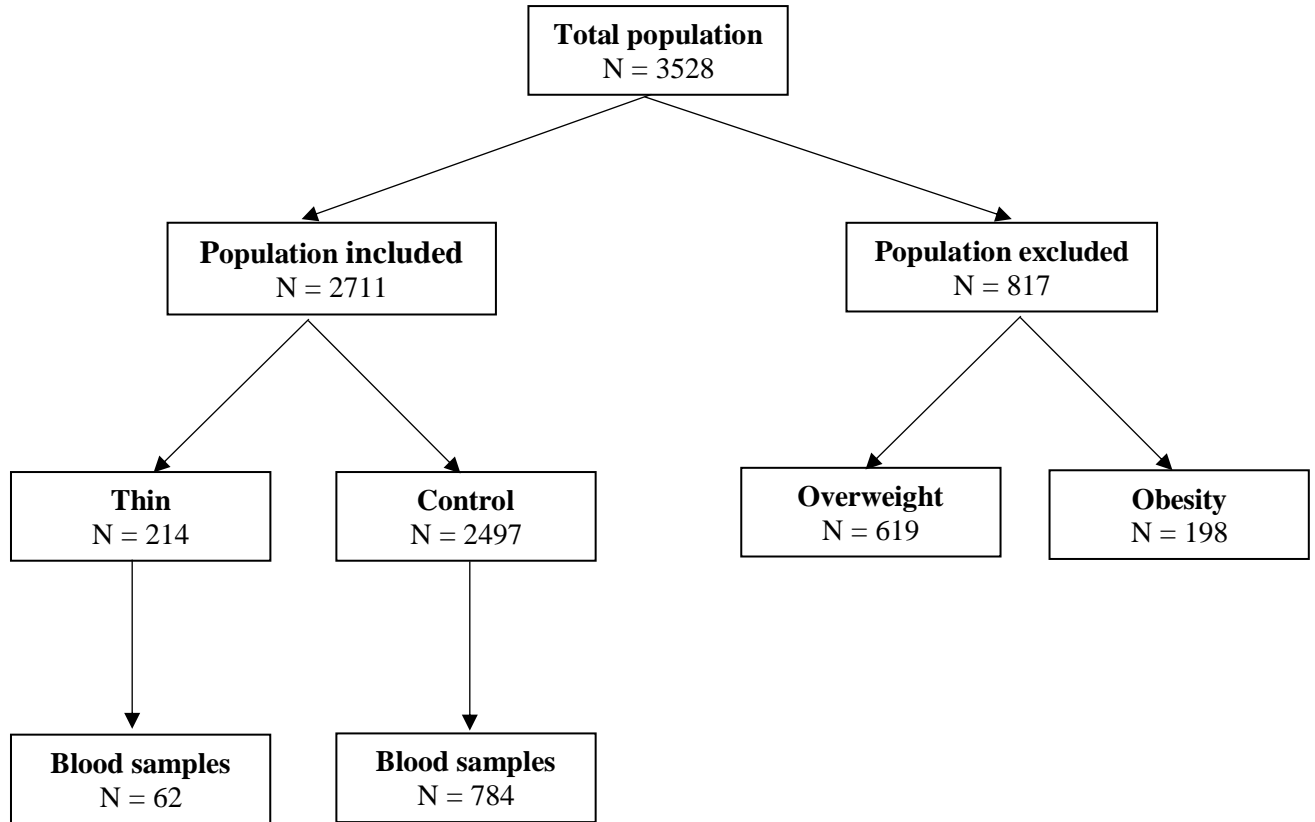 Total population
N = 3528
Population included
N = 2711
Population excluded
N = 817
Thin
N = 214
Control
N = 2497
Overweight
N = 619
Obesity
N = 198
Blood samples
N = 62
Blood samples
N = 784